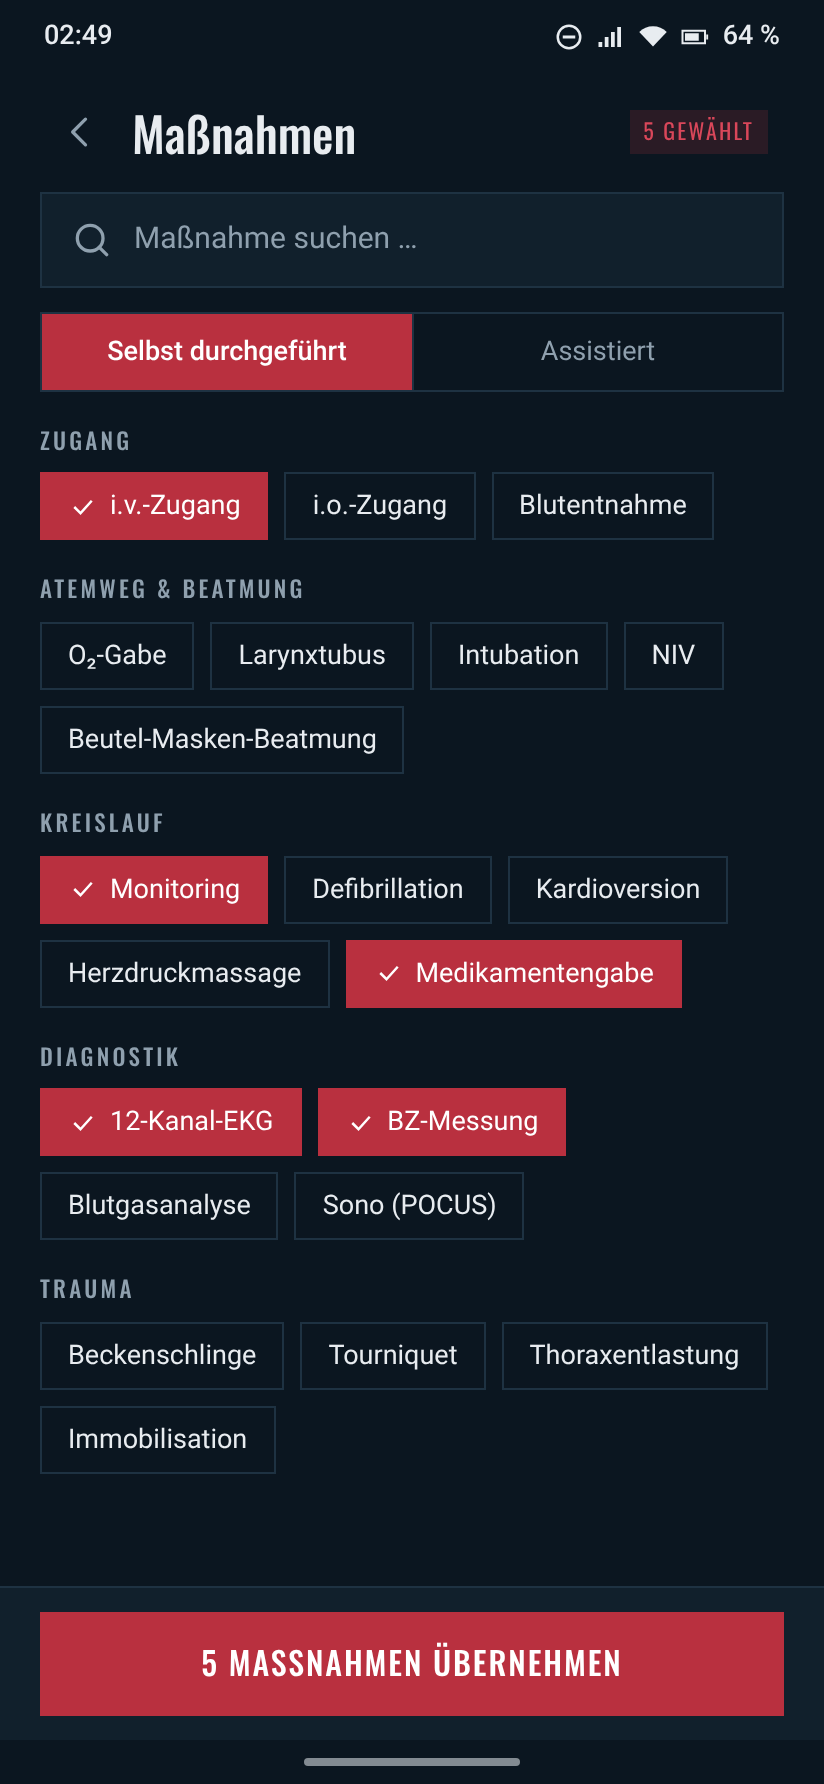 02:49
64 %
Maßnahmen
5 GEWÄHLT
Maßnahme suchen ...
Selbst durchgeführt
Assistiert
ZUGANG
i.v.-Zugang
i.o.-Zugang
Blutentnahme
ATEMWEG & BEATMUNG
O₂-Gabe
Larynxtubus
Intubation
NIV
Beutel-Masken-Beatmung
KREISLAUF
Monitoring
Defibrillation
Kardioversion
Herzdruckmassage
Medikamentengabe
DIAGNOSTIK
12-Kanal-EKG
BZ-Messung
Blutgasanalyse
Sono (POCUS)
TRAUMA
Beckenschlinge
Tourniquet
Thoraxentlastung
Immobilisation
5 MASSNAHMEN ÜBERNEHMEN